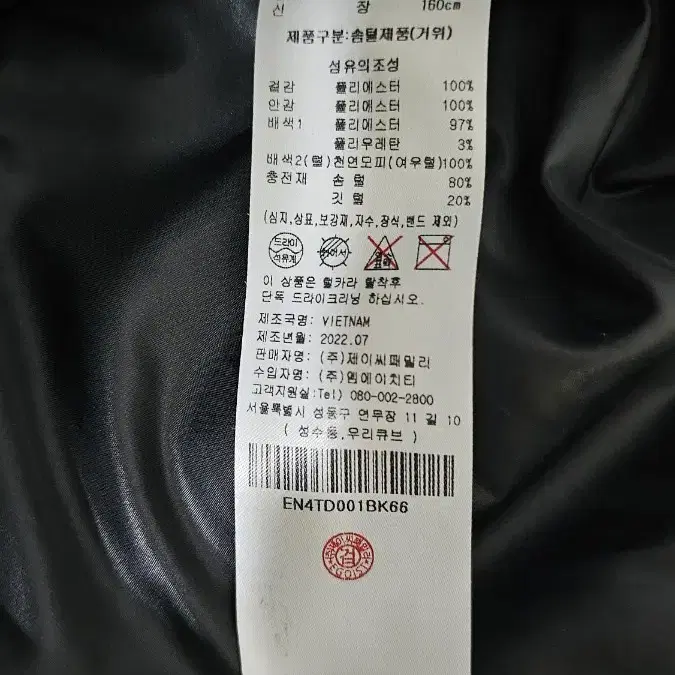 신 장 160cm
제품구분:솜털제품(거위)
섬유의조성
겉감 폴리에스터 100%
안감 폴리에스터 100%
배색1 폴리에스터 97%
폴리우레탄 3%
배색2(털)천연모피(여우털)100%
충전재 솜 털 80%
깃 털 20%
(심지,상표,보강재,자수,장식,밴드 제외)
드라이
석유계
이 상품은 털카라 탈착후
단독 드라이크리닝 하십시오.
제조국명: VIETNAM
제조년월: 2022.07
판매자명: (주)제이씨패밀리
수입자명: (주)엠에이치티
고객지원실:Tel) 080-002-2800
서울특별시 성동구 연무장 11 길 10
( 성수동,우리큐브 )
EN4TD001BK66
(주)제이씨패밀리
검
EGOIST